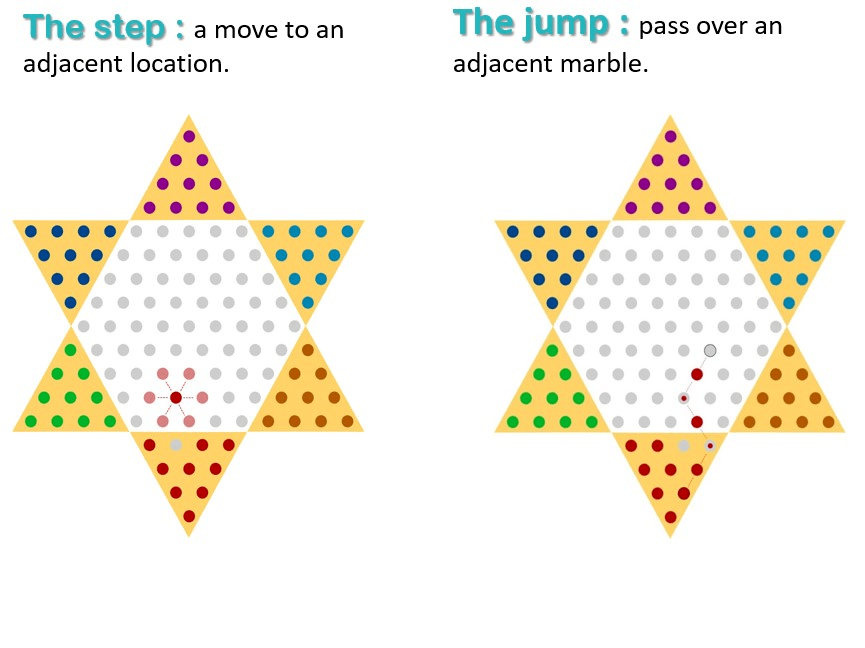 The step : a move to an
adjacent location.
The jump : pass over an
adjacent marble.